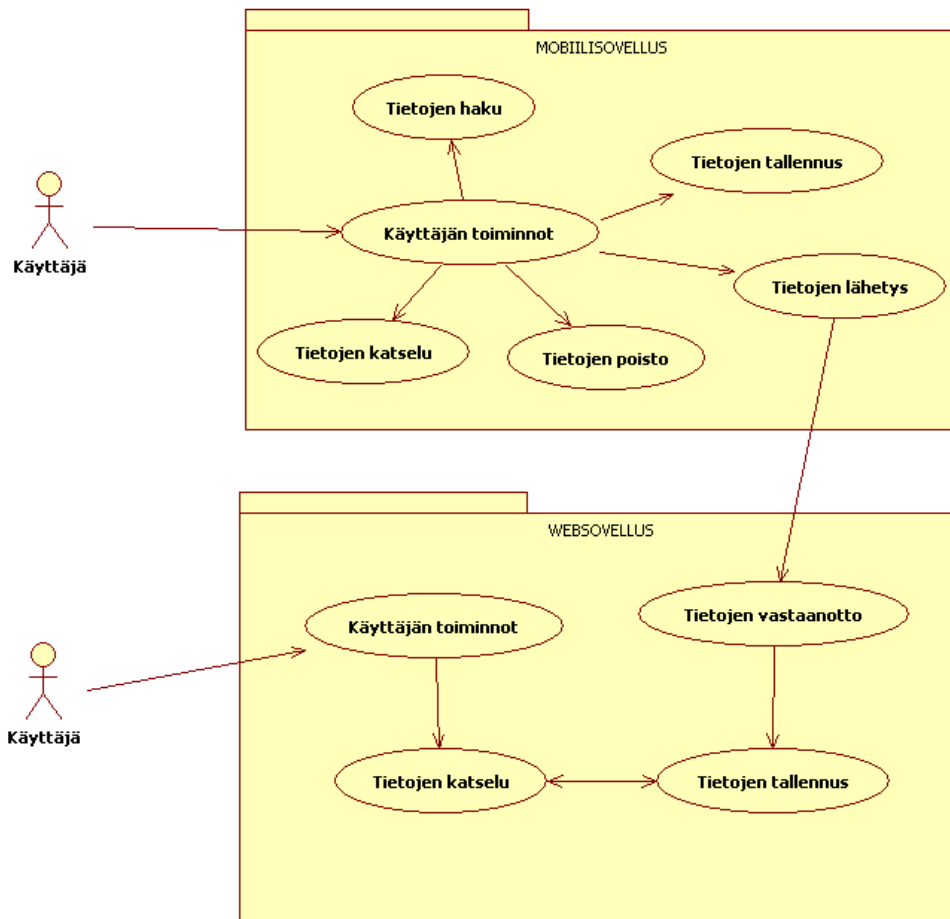 MOBIILISOVELLUS
Tietojen haku
Tietojen tallennus
Käyttäjän toiminnot
Käyttäjä
Tietojen lähetys
Tietojen katselu
Tietojen poisto
WEBSOVELLUS
Käyttäjän toiminnot
Tietojen vastaanotto
Käyttäjä
Tietojen katselu
Tietojen tallennus